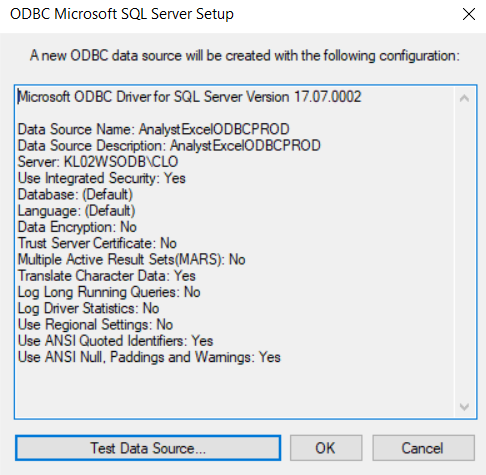 ODBC Microsoft SQL Server Setup
A new ODBC data source will be created with the following configuration:
Microsoft ODBC Driver for SQL Server Version 17.07.0002
Data Source Name: AnalystExcelODBCPROD
Data Source Description: AnalystExcelODBCPROD
Server: KL02WSODB\CLO
Use Integrated Security: Yes
Database: (Default)
Language: (Default)
Data Encryption: No
Trust Server Certificate: No
Multiple Active Result Sets(MARS): No
Translate Character Data: Yes
Log Long Running Queries: No
Log Driver Statistics: No
Use Regional Settings: No
Use ANSI Quoted Identifiers: Yes
Use ANSI Null, Paddings and Warnings: Yes
Test Data Source... OK Cancel